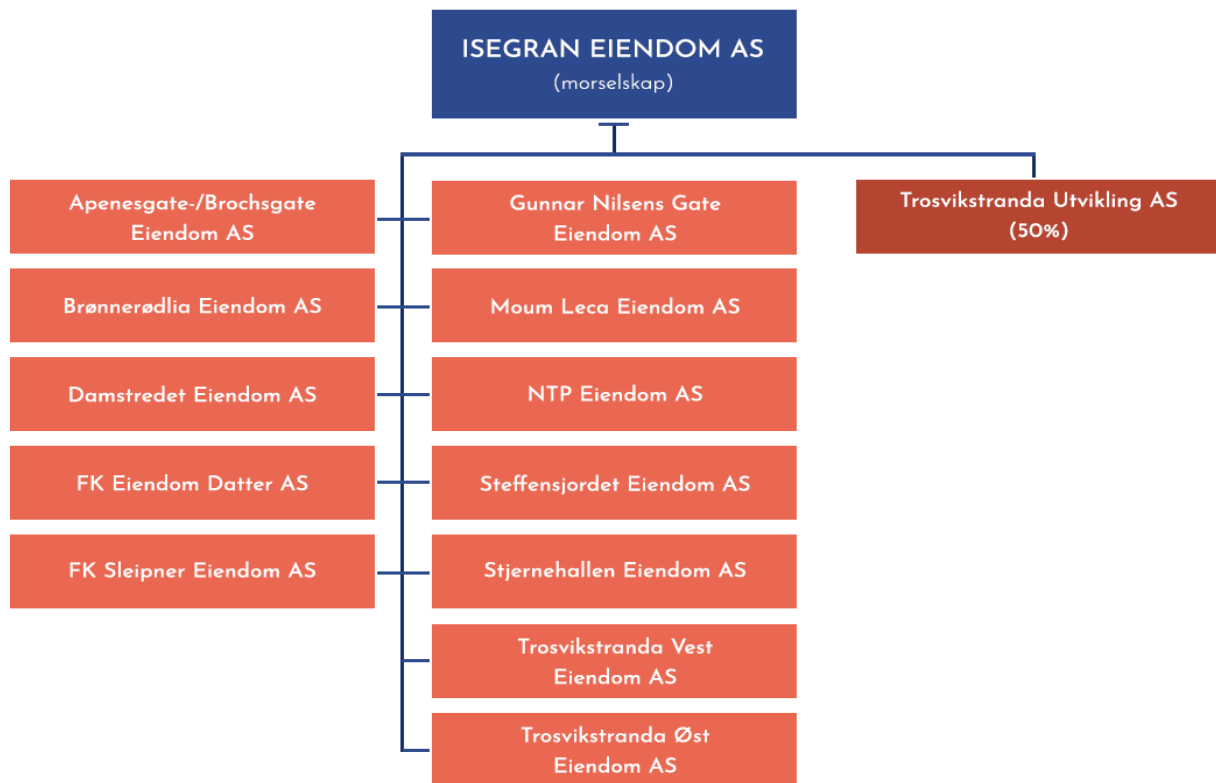 ISEGRAN EIENDOM AS
(morselskap)
Apenesgate-/Brochsgate
Eiendom AS
Brønnerødlia Eiendom AS
Damstredet Eiendom AS
FK Eiendom Datter AS
FK Sleipner Eiendom AS
Gunnar Nilsens Gate
Eiendom AS
Moum Leca Eiendom AS
NTP Eiendom AS
Steffensjordet Eiendom AS
Stjernehallen Eiendom AS
Trosvikstranda Vest
Eiendom AS
Trosvikstranda Øst
Eiendom AS
Trosvikstranda Utvikling AS
(50%)